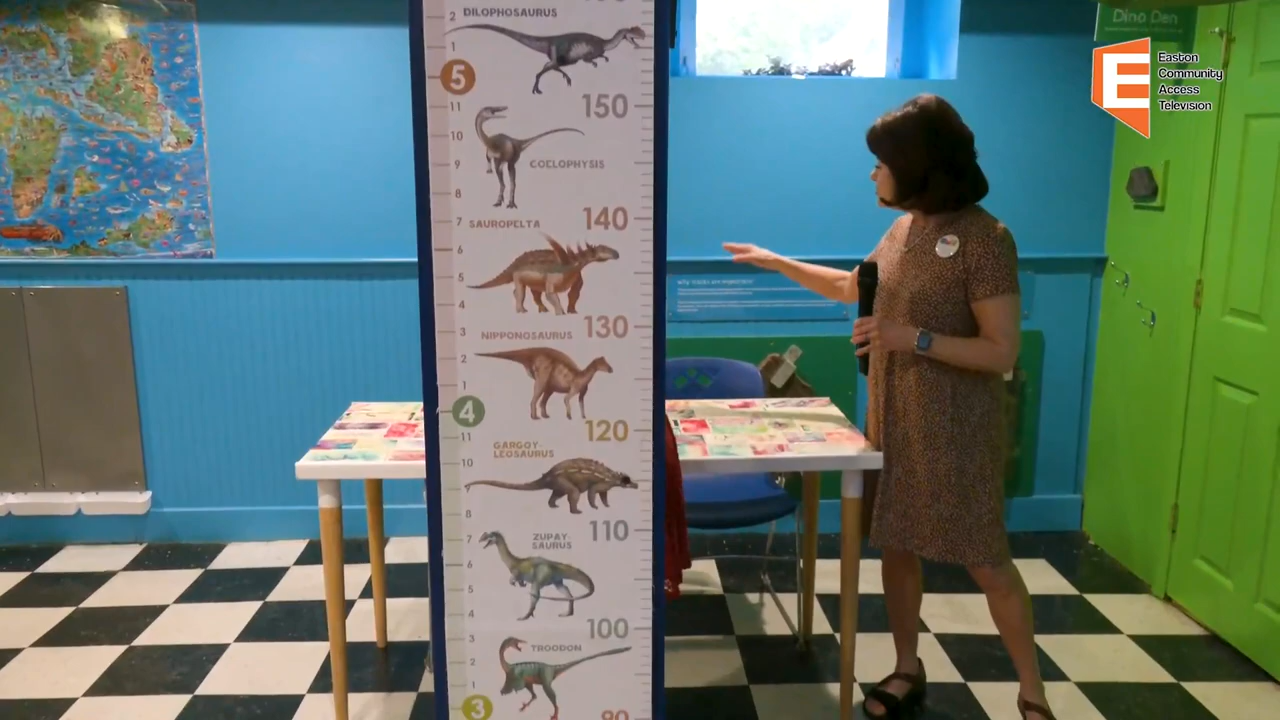 2
DILOPHOSAURUS
1
5
11
150
10
COELOPHYSIS
9
8
140
7
SAUROPELTA
6
5
4
130
3
NIPPONOSAURUS
2
1
4
120
11
GARGOY-
LEOSAURUS
10
9
8
110
7
ZUPAY-
SAURUS
6
5
4
100
3
TROODON
2
1
3
Dino Den
E
Easton
Community
Access
Television